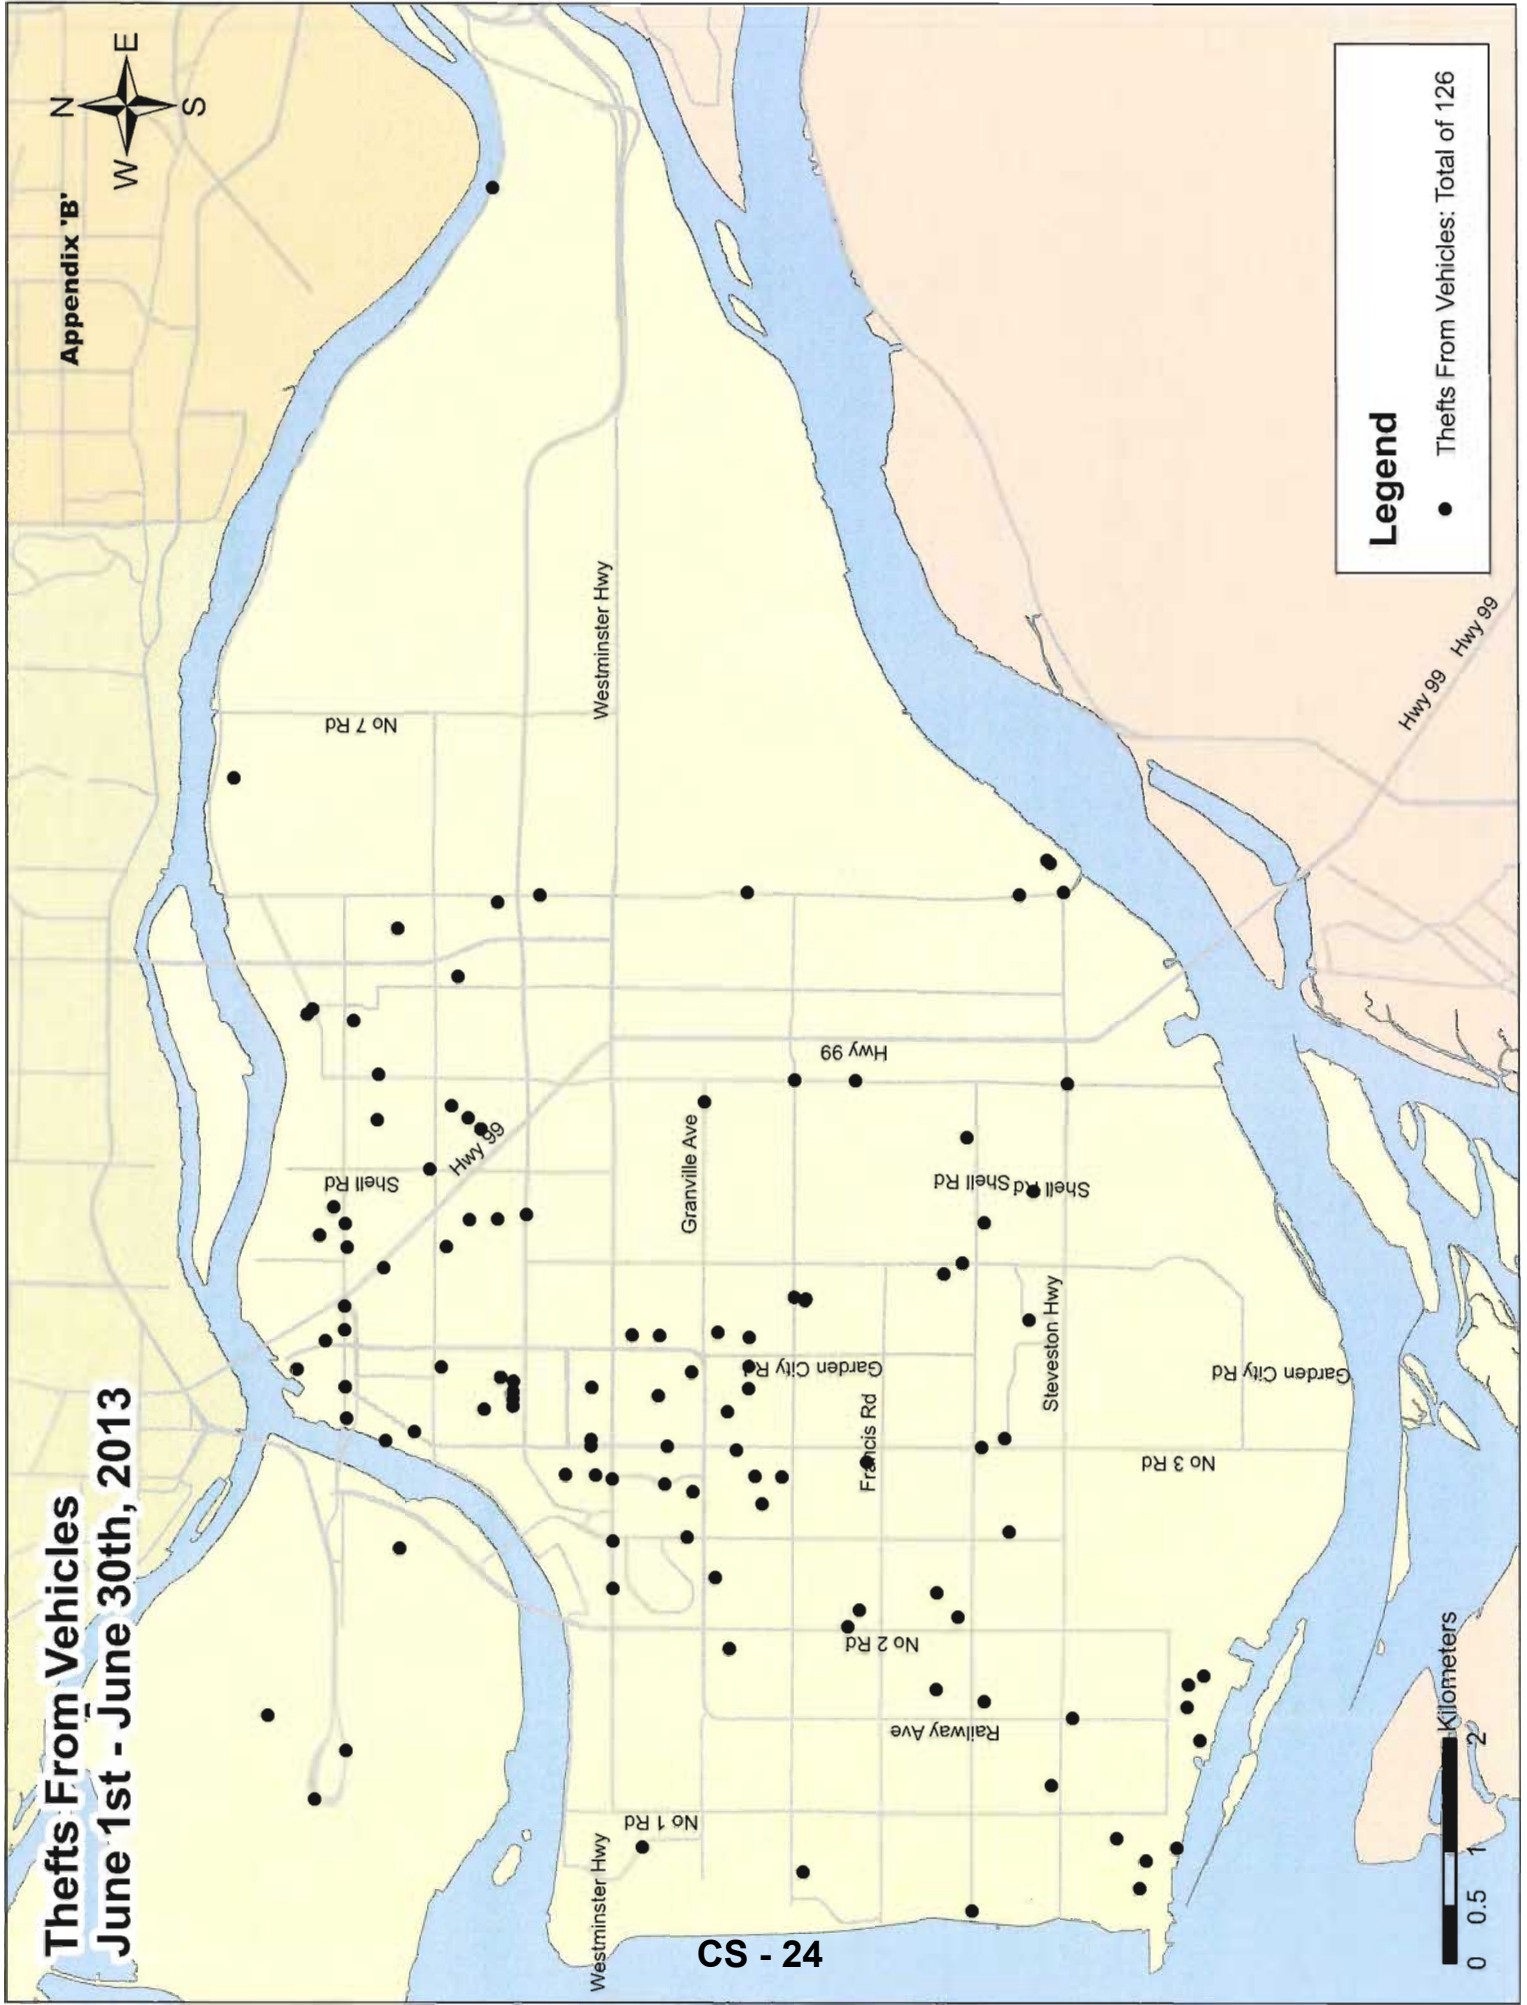 Thefts From Vehicles
June 1st - June 30th, 2013
Appendix 'B'
N
W
E
S
No 7 Rd
Westminster Hwy
Hwy 99
Granville Ave
Shell Rd
Hwy 99
Shell Rd
Shell Rd
Garden City Rd
Francis Rd
Steveston Hwy
Garden City Rd
No 3 Rd
No 2 Rd
Railway Ave
No 1 Rd
Westminster Hwy
Hwy 99
Hwy 99
Legend
Thefts From Vehicles: Total of 126
Kilometers
0 0.5 1 2
CS - 24